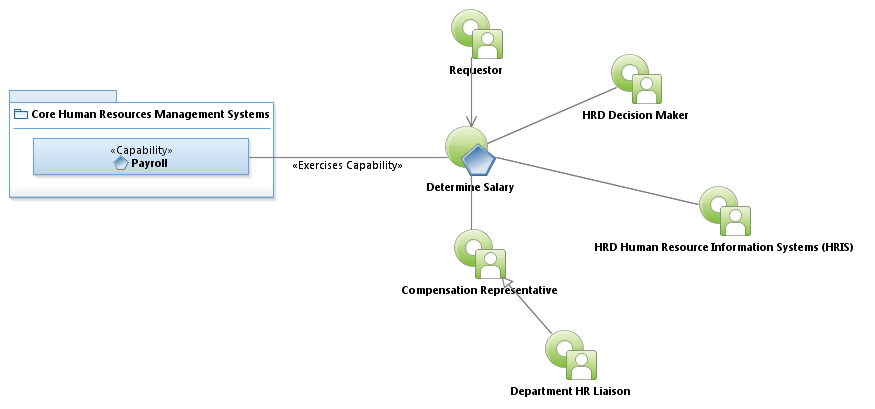 Requestor
HRD Decision Maker
Core Human Resources Management Systems
«Capability»
Payroll
«Exercises Capability»
Determine Salary
HRD Human Resource Information Systems (HRIS)
Compensation Representative
Department HR Liaison